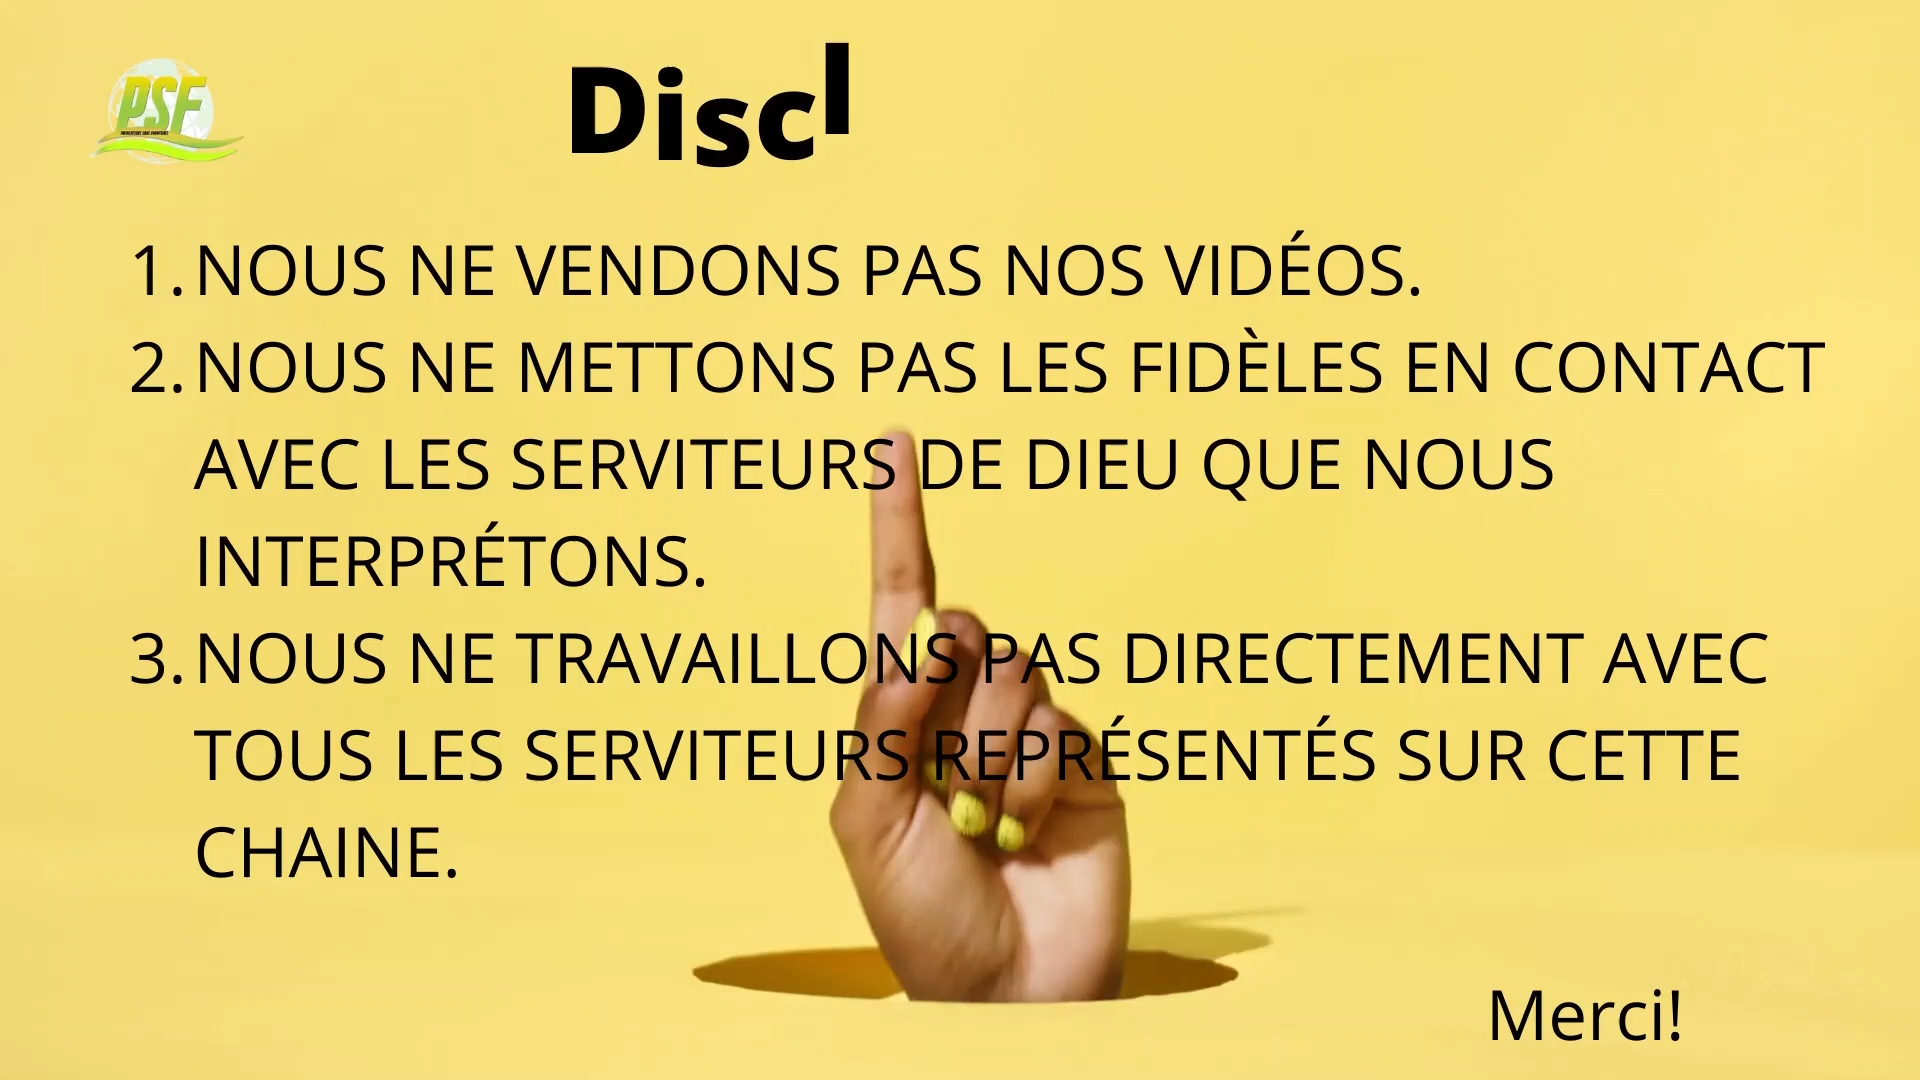 PSF
Discl
1. NOUS NE VENDONS PAS NOS VIDÉOS.
2. NOUS NE METTONS PAS LES FIDÈLES EN CONTACT
AVEC LES SERVITEURS DE DIEU QUE NOUS
INTERPRÉTONS.
3. NOUS NE TRAVAILLONS PAS DIRECTEMENT AVEC
TOUS LES SERVITEURS REPRÉSENTÉS SUR CETTE
CHAINE.
Merci!